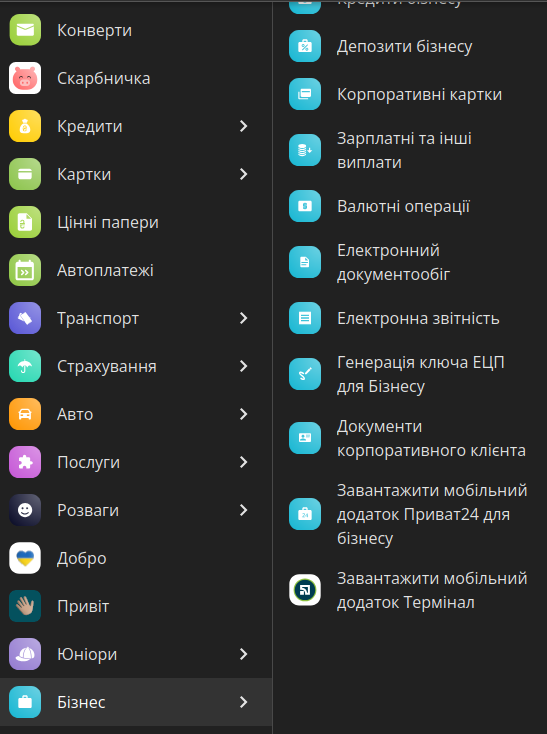 Конверти
Скарбничка
Кредити
Картки
Цінні папери
Автоплатежі
Транспорт
Страхування
Авто
Послуги
Розваги
Добро
Привіт
Юніори
Бізнес
Кредити бізнесу
Депозити бізнесу
Корпоративні картки
Зарплатні та інші
виплати
Валютні операції
Електронний
документообіг
Електронна звітність
Генерація ключа ЕЦП
для Бізнесу
Документи
корпоративного клієнта
Завантажити мобільний
додаток Приват24 для
бізнесу
Завантажити мобільний
додаток Термінал